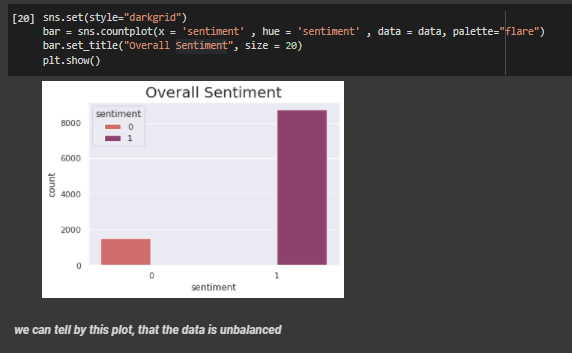 [20] sns.set(style="darkgrid")
bar = sns.countplot(x = 'sentiment' , hue = 'sentiment' , data = data, palette="flare")
bar.set_title("Overall Sentiment", size = 20)
plt.show()
Overall Sentiment
sentiment
0
1
8000
6000
4000
2000
0
count
0 1
sentiment
we can tell by this plot, that the data is unbalanced